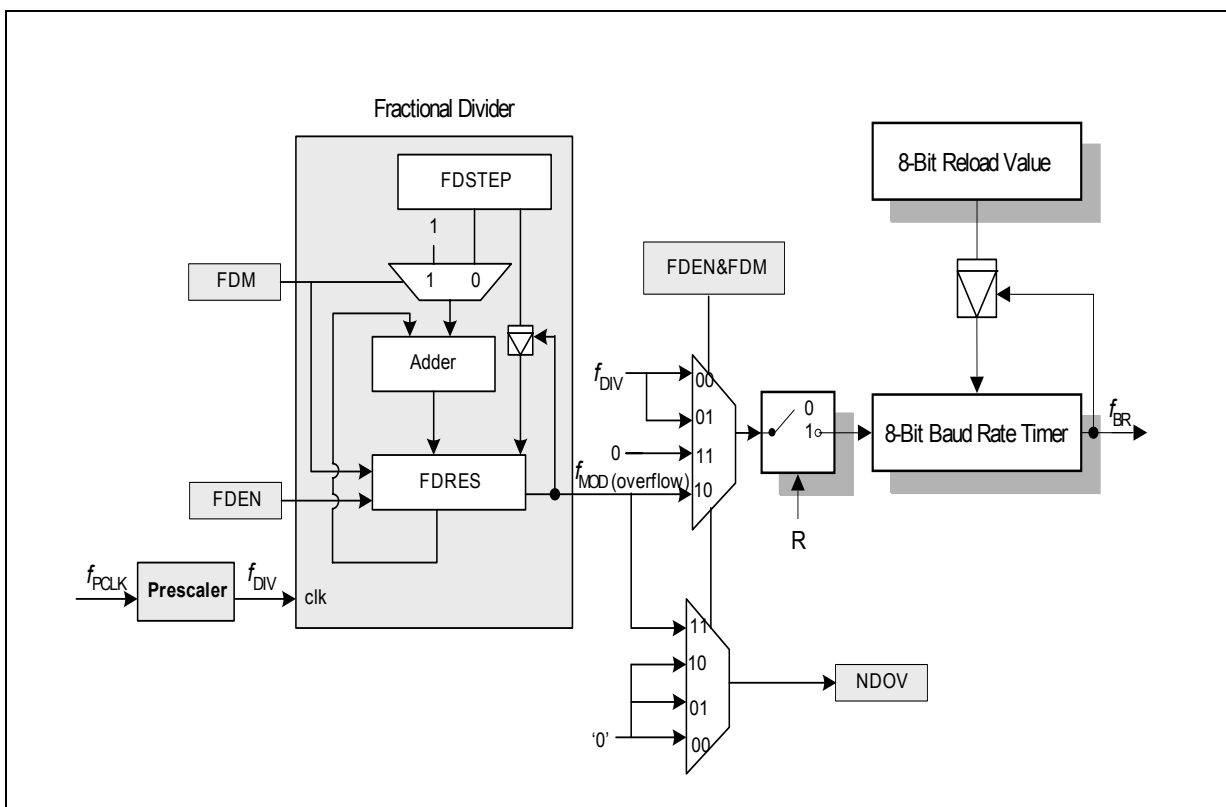 Fractional Divider
8-Bit Reload Value
FDSTEP
1
FDM
1 0
FDEN&FDM
Adder
fDIV
00
01
0
11
10
0
1
8-Bit Baud Rate Timer
fBR
FDRES
fMOD (overflow)
FDEN
R
fPCLK
Prescaler
fDIV
clk
11
10
01
00
NDOV
‘0’